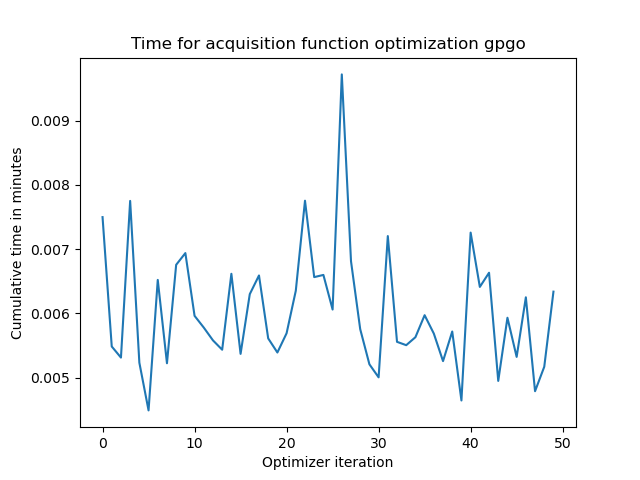 Time for acquisition function optimization gpgo
Cumulative time in minutes
0.009
0.008
0.007
0.006
0.005
0 10 20 30 40 50
Optimizer iteration